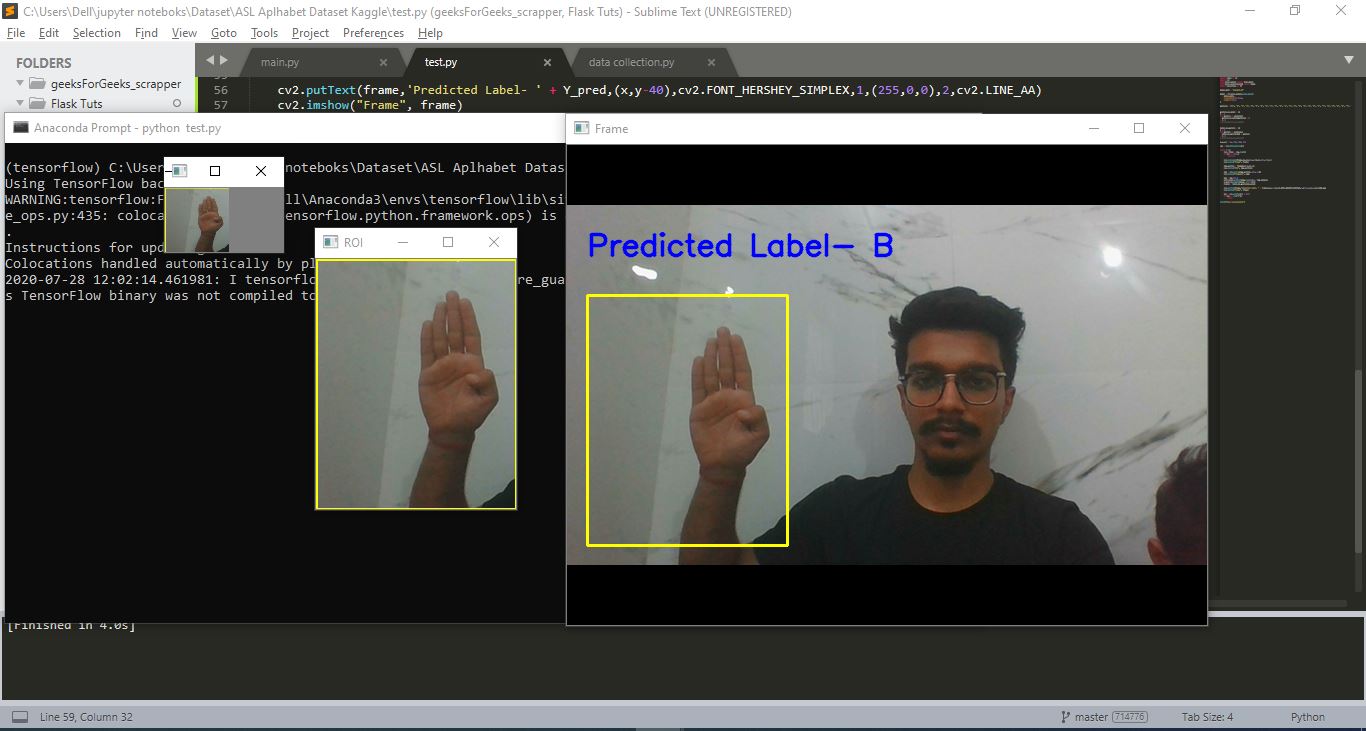 C:\Users\Dell\jupyter noteboks\Dataset\ASL Aplhabet Dataset Kaggle\test.py (geeksForGeeks_scrapper, Flask Tuts) - Sublime Text (UNREGISTERED)
File Edit Selection Find View Goto Tools Project Preferences Help
FOLDERS
geeksForGeeks_scrapper
Flask Tuts
main.py
test.py
data collection.py
56 cv2.putText(frame,'Predicted Label- ' + Y_pred,(x,y-40),cv2.FONT_HERSHEY_SIMPLEX,1,(255,0,0),2,cv2.LINE_AA)
57 cv2.imshow("Frame", frame)
Anaconda Prompt - python test.py
(tensorflow) C:\User noteboks\Dataset\ASL Aplhabet Datas
Using TensorFlow bac
WARNING:tensorflow:F ll\Anaconda3\envs\tensorflow\lib\si
e_ops.py:435: coloca ensorflow.python.framework.ops) is
.
Instructions for upd
Colocations handled automatically by pl
2020-07-28 12:02:14.461981: I tensorflo re_gua
s TensorFlow binary was not compiled to
ROI
Frame
Predicted Label- B
[Finished in 4.0s]
Line 59, Column 32
master 714776
Tab Size: 4
Python